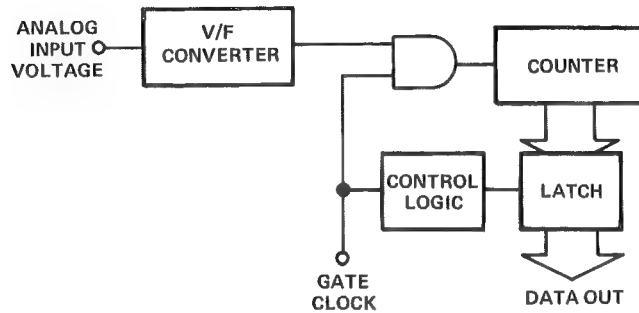 ANALOG
INPUT
VOLTAGE
V/F
CONVERTER
COUNTER
CONTROL
LOGIC
LATCH
GATE
CLOCK
DATA OUT